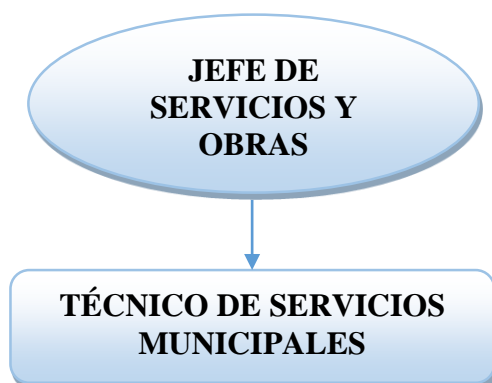 JEFE DE
SERVICIOS Y
OBRAS
TÉCNICO DE SERVICIOS
MUNICIPALES